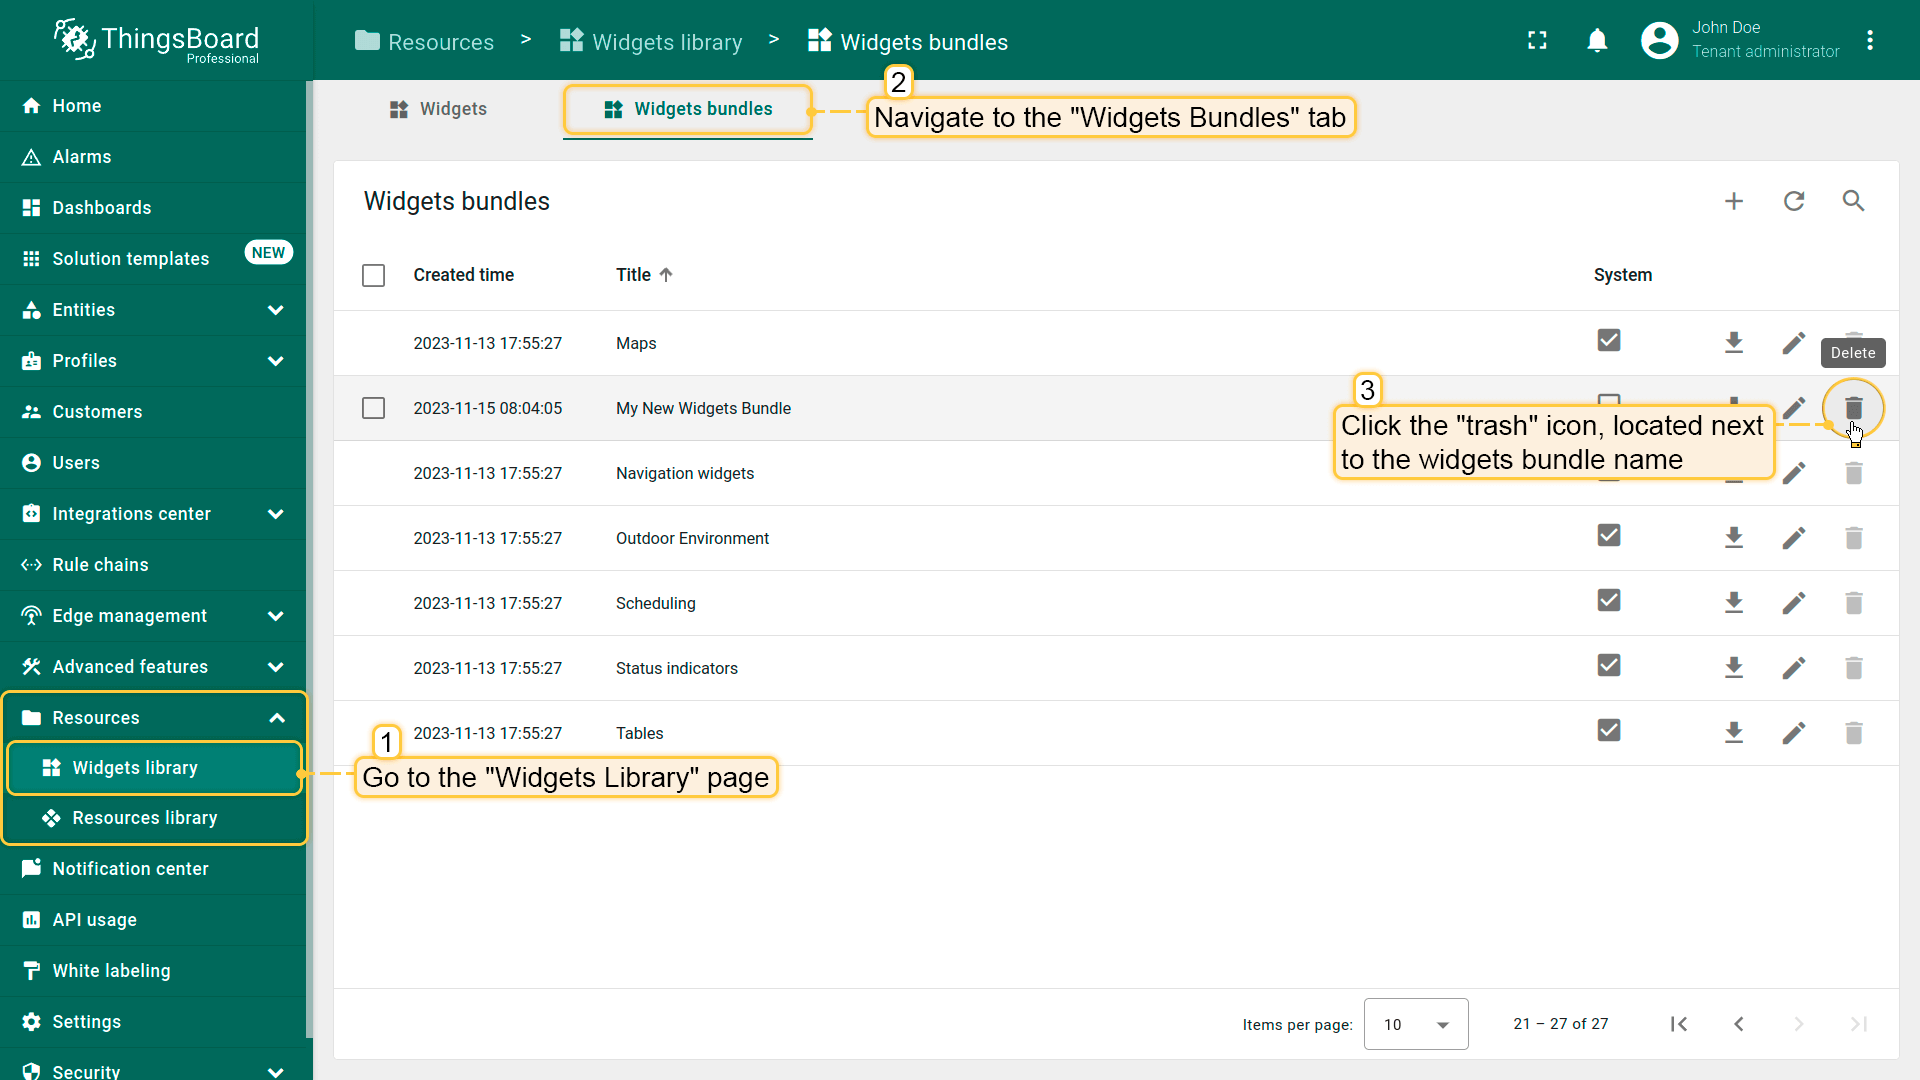 ThingsBoard
Professional
Resources > Widgets library > Widgets bundles
John Doe
Tenant administrator
Home
Alarms
Dashboards
Solution templates NEW
Entities
Profiles
Customers
Users
Integrations center
Rule chains
Edge management
Advanced features
Resources
Widgets library
Resources library
Notification center
API usage
White labeling
Settings
Security
Widgets
Widgets bundles
2
Navigate to the "Widgets Bundles" tab
Widgets bundles
Created time Title System
2023-11-13 17:55:27 Maps
Delete
2023-11-15 08:04:05 My New Widgets Bundle
3
Click the "trash" icon, located next
to the widgets bundle name
2023-11-13 17:55:27 Navigation widgets
2023-11-13 17:55:27 Outdoor Environment
2023-11-13 17:55:27 Scheduling
2023-11-13 17:55:27 Status indicators
2023-11-13 17:55:27 Tables
1
Go to the "Widgets Library" page
Items per page: 10 21 – 27 of 27